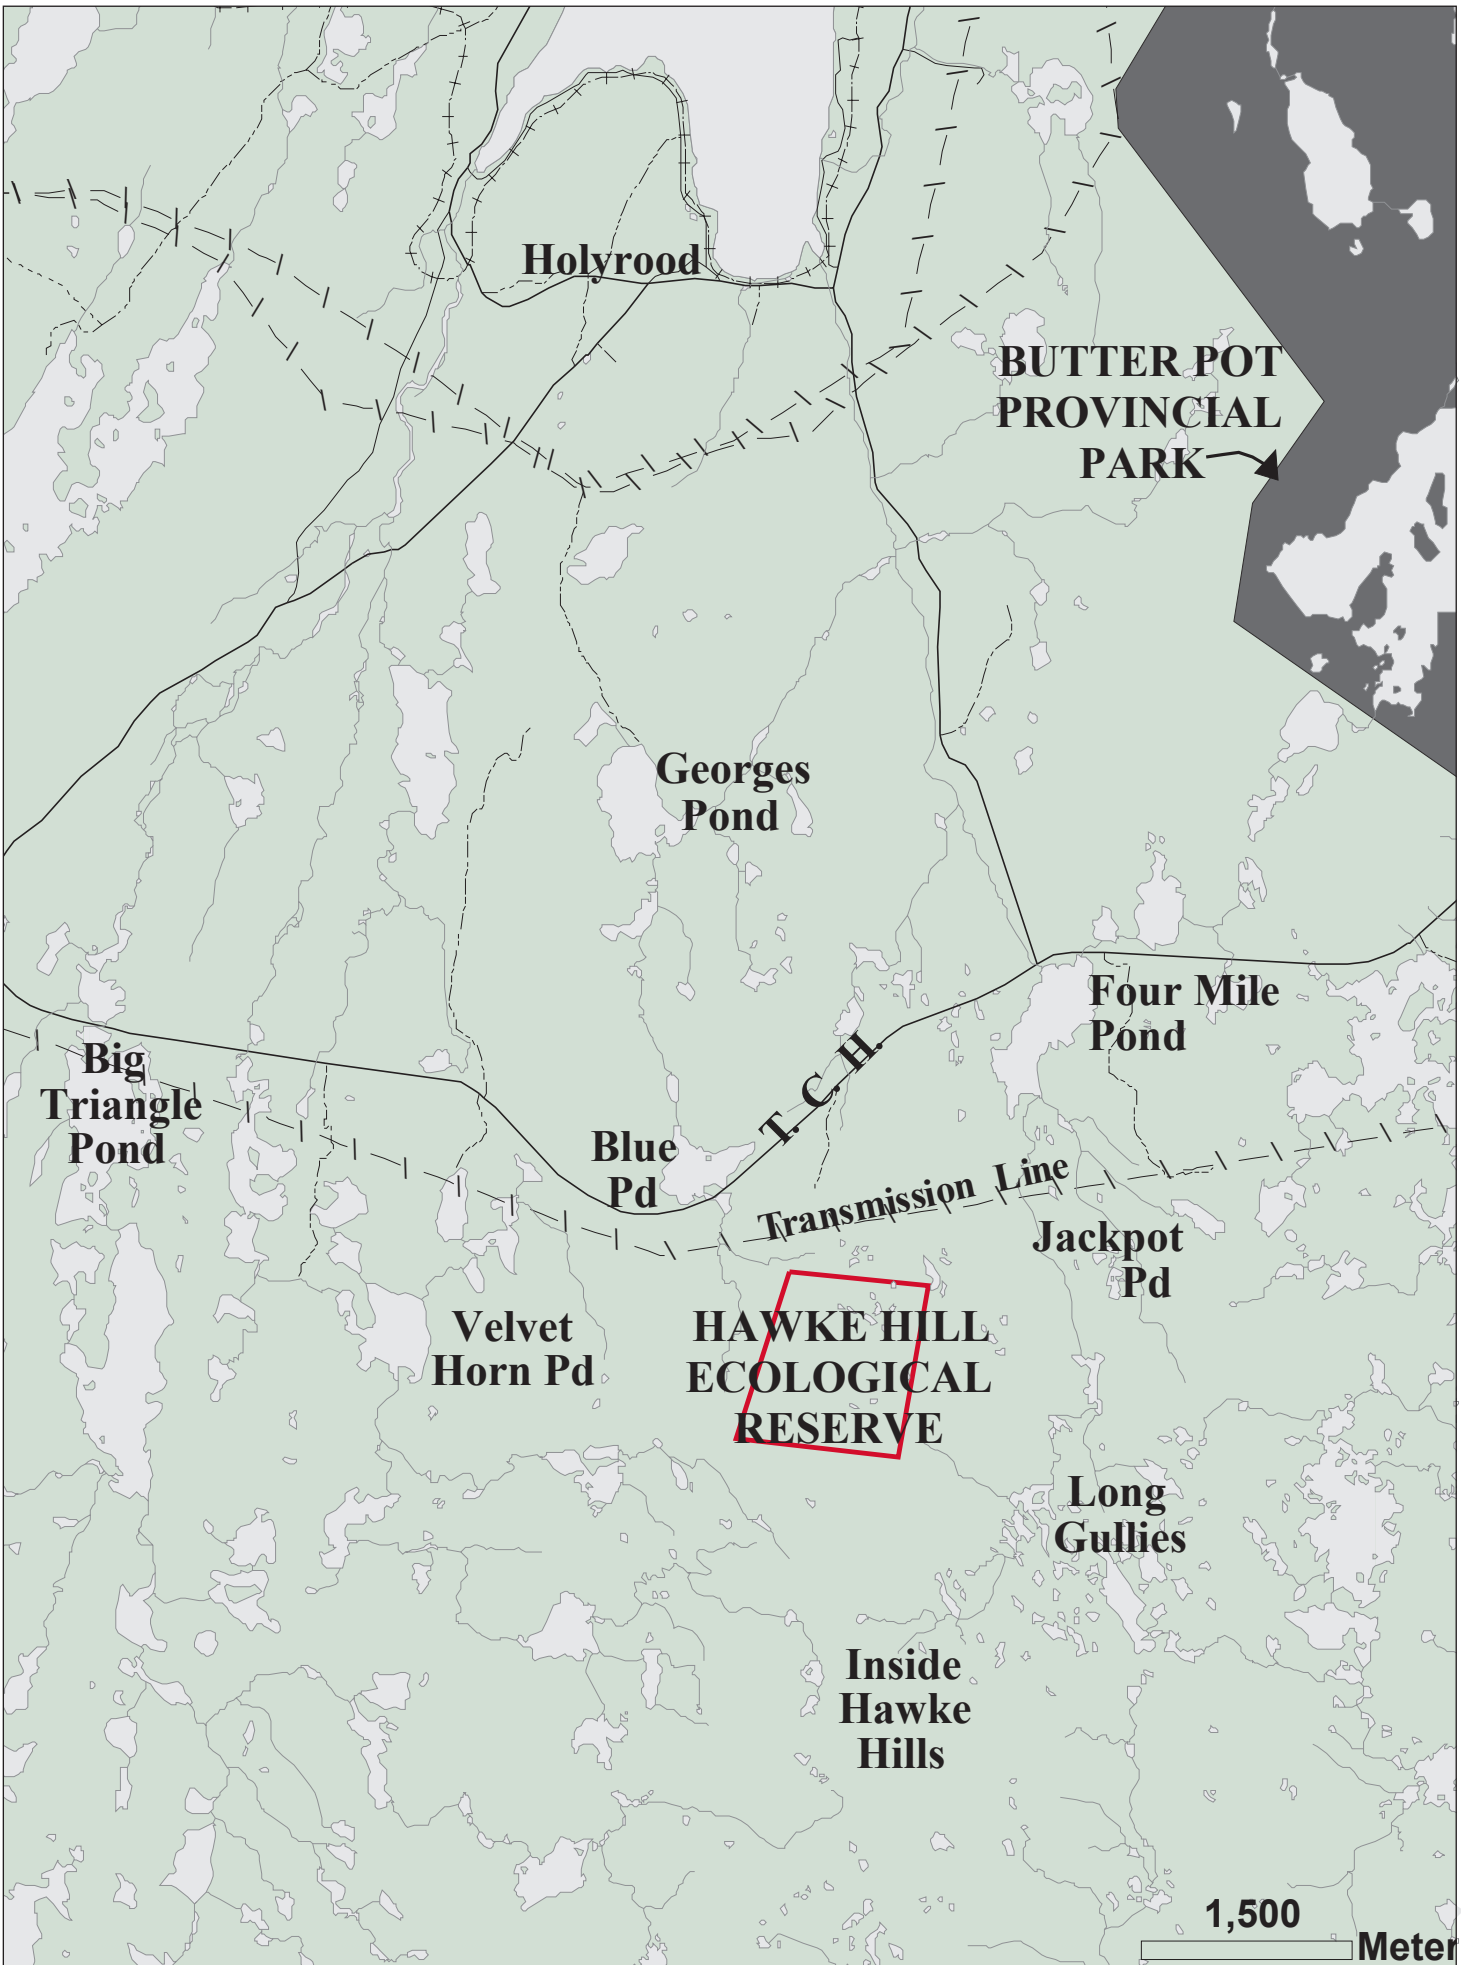 Holyrood
BUTTER POT
PROVINCIAL
PARK
Georges
Pond
Four Mile
Pond
Big
Triangle
Pond
T. C. H.
Blue
Pd
Transmission Line
Jackpot
Pd
Velvet
Horn Pd
HAWKE HILL
ECOLOGICAL
RESERVE
Long
Gullies
Inside
Hawke
Hills
1,500
Meter